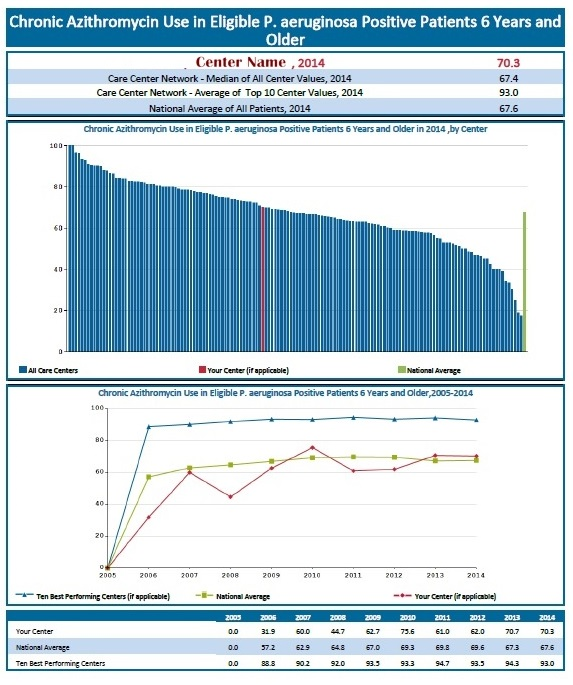 Chronic Azithromycin Use in Eligible P. aeruginosa Positive Patients 6 Years and
Older
Center Name , 2014 70.3
Care Center Network - Median of All Center Values, 2014 67.4
Care Center Network - Average of Top 10 Center Values, 2014 93.0
National Average of All Patients, 2014 67.6
Chronic Azithromycin Use in Eligible P. aeruginosa Positive Patients 6 Years and Older in 2014 ,by Center
100
80
60
40
20
0
All Care Centers Your Center (if applicable) National Average
Chronic Azithromycin Use in Eligible P. aeruginosa Positive Patients 6 Years and Older,2005-2014
100
80
60
40
20
0
2005 2006 2007 2008 2009 2010 2011 2012 2013 2014
Ten Best Performing Centers (if applicable) National Average Your Center (if applicable)
2005 2006 2007 2008 2009 2010 2011 2012 2013 2014
Your Center 0.0 31.9 60.0 44.7 62.7 75.6 61.0 62.0 70.7 70.3
National Average 0.0 57.2 62.9 64.8 67.0 69.3 69.8 69.6 67.3 67.6
Ten Best Performing Centers 0.0 88.8 90.2 92.0 93.5 93.3 94.7 93.5 94.3 93.0